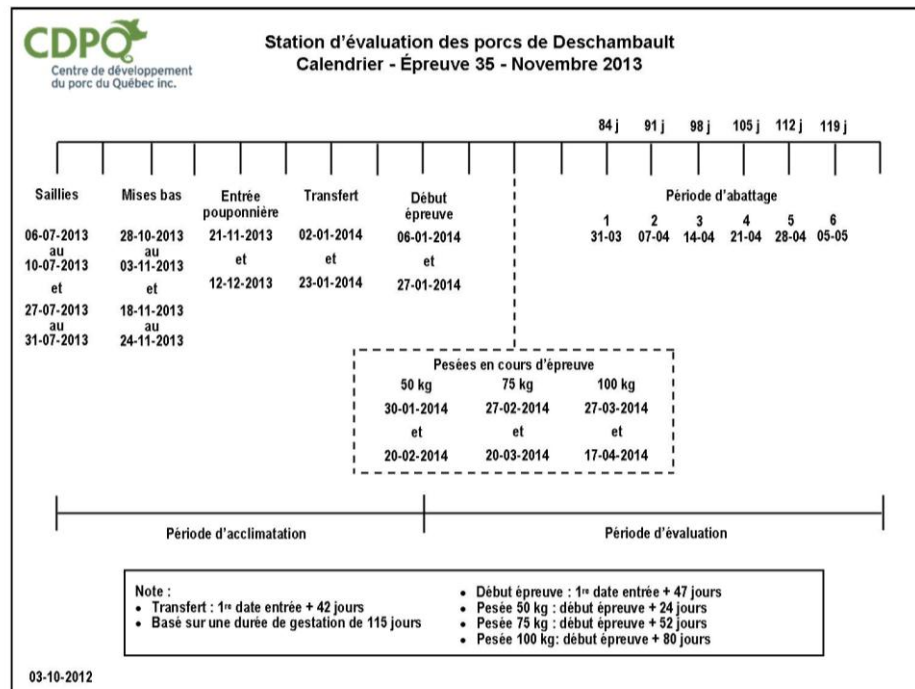 CDPQ
Centre de développement
du porc du Québec inc.
Station d'évaluation des porcs de Deschambault
Calendrier - Épreuve 35 - Novembre 2013
84 j 91 j 98 j 105 j 112 j 119 j
Saillies
06-07-2013
au
10-07-2013
et
27-07-2013
au
31-07-2013
Mises bas
28-10-2013
au
03-11-2013
et
18-11-2013
au
24-11-2013
Entrée
pouponnière
21-11-2013
et
12-12-2013
Transfert
02-01-2014
et
23-01-2014
Début
épreuve
06-01-2014
et
27-01-2014
Période d'abattage
1 2 3 4 5 6
31-03 07-04 14-04 21-04 28-04 05-05
Pesées en cours d'épreuve
50 kg 75 kg 100 kg
30-01-2014 27-02-2014 27-03-2014
et et et
20-02-2014 20-03-2014 17-04-2014
Période d'acclimatation
Période d'évaluation
Note :
• Transfert : 1re date entrée + 42 jours
• Basé sur une durée de gestation de 115 jours
• Début épreuve : 1re date entrée + 47 jours
• Pesée 50 kg : début épreuve + 24 jours
• Pesée 75 kg : début épreuve + 52 jours
• Pesée 100 kg: début épreuve + 80 jours
03-10-2012